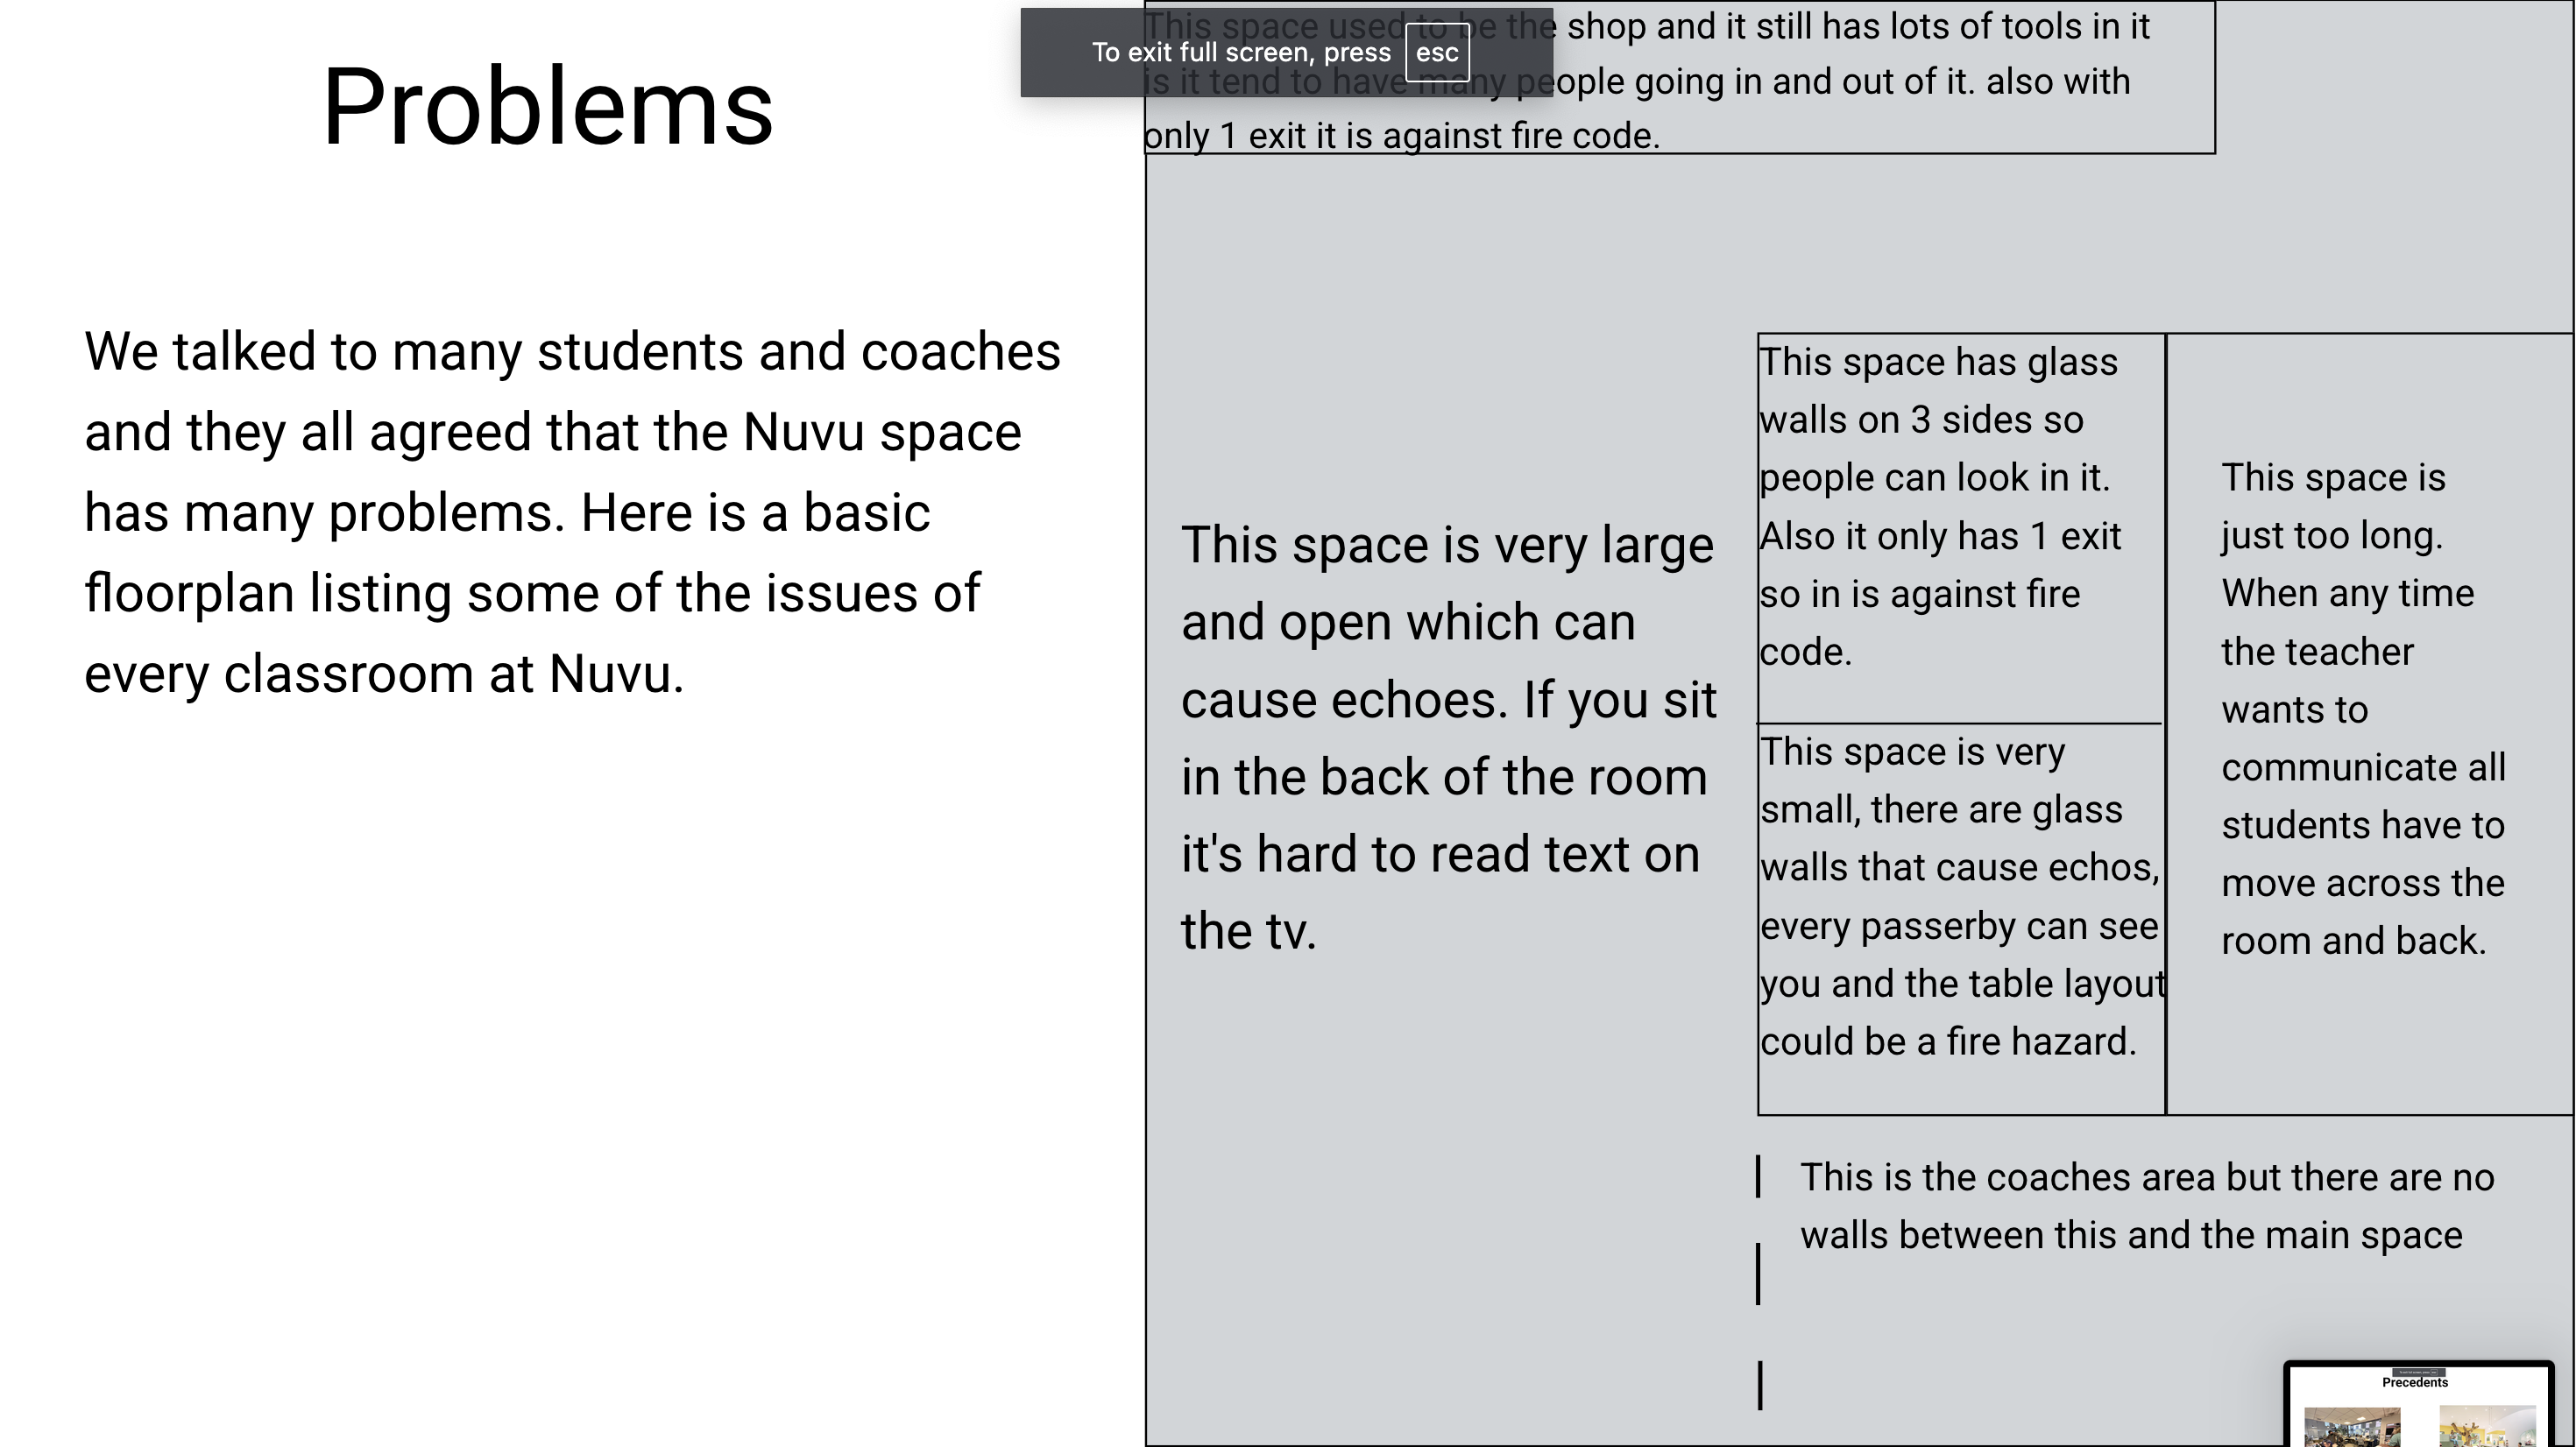 Problems
We talked to many students and coaches
and they all agreed that the Nuvu space
has many problems. Here is a basic
floorplan listing some of the issues of
every classroom at Nuvu.
To exit full screen, press esc
This space used to be the shop and it still has lots of tools in it
is it tend to have many people going in and out of it. also with
only 1 exit it is against fire code.
This space is very large
and open which can
cause echoes. If you sit
in the back of the room
it's hard to read text on
the tv.
This space has glass
walls on 3 sides so
people can look in it.
Also it only has 1 exit
so in is against fire
code.
This space is very
small, there are glass
walls that cause echos,
every passerby can see
you and the table layout
could be a fire hazard.
This space is
just too long.
When any time
the teacher
wants to
communicate all
students have to
move across the
room and back.
This is the coaches area but there are no
walls between this and the main space
Precedents